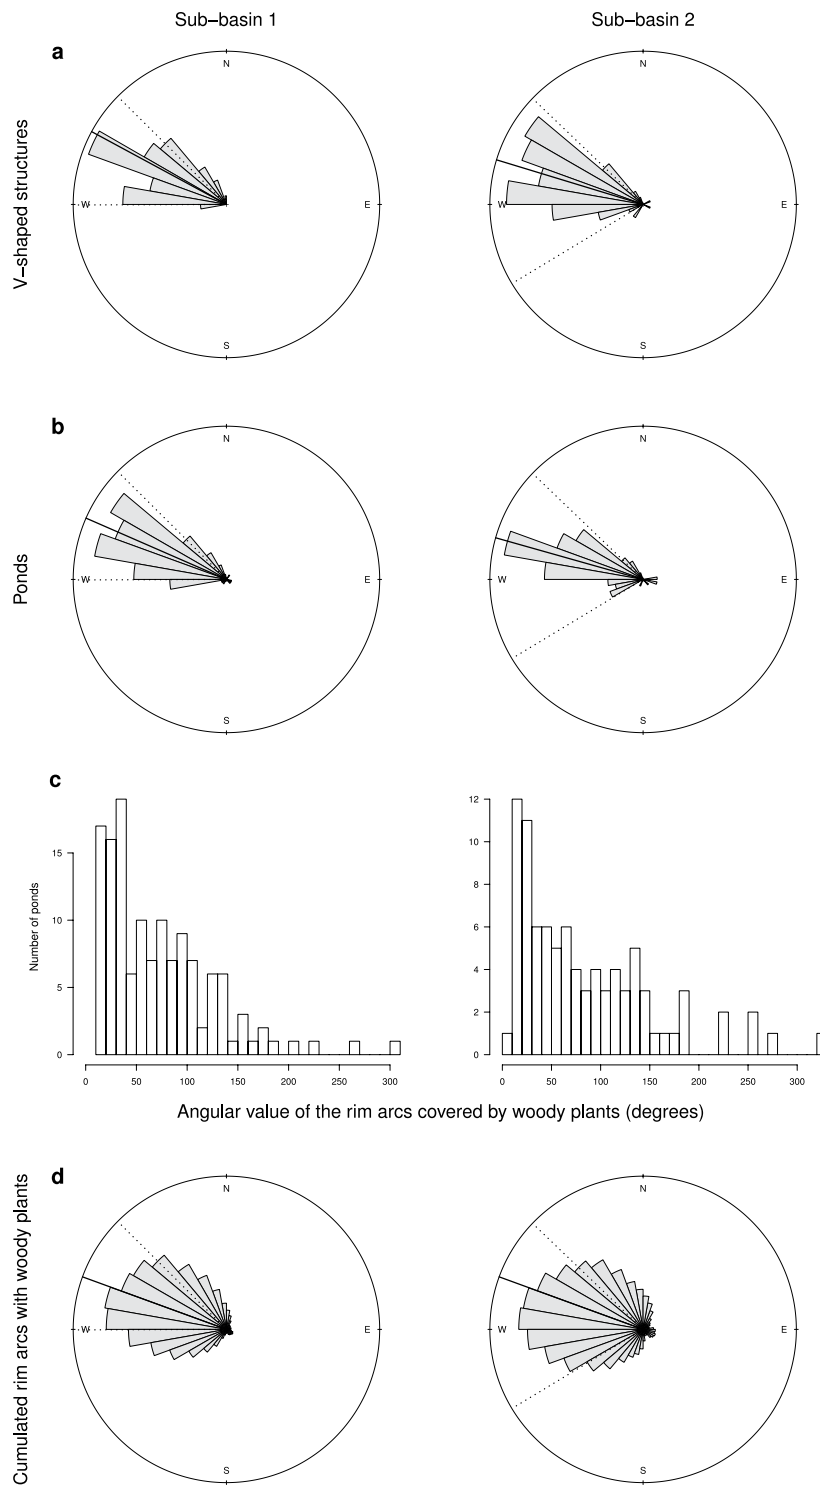 Sub−basin 1
Sub−basin 2
a
V−shaped structures
N
W
E
S
N
W
E
S
b
Ponds
N
W
E
S
N
W
E
S
c
Number of ponds
15
10
5
0
0 50 100 150 200 250 300
12
10
8
6
4
2
0
0 50 100 150 200 250 300
Angular value of the rim arcs covered by woody plants (degrees)
d
Cumulated rim arcs with woody plants
N
W
E
S
N
W
E
S